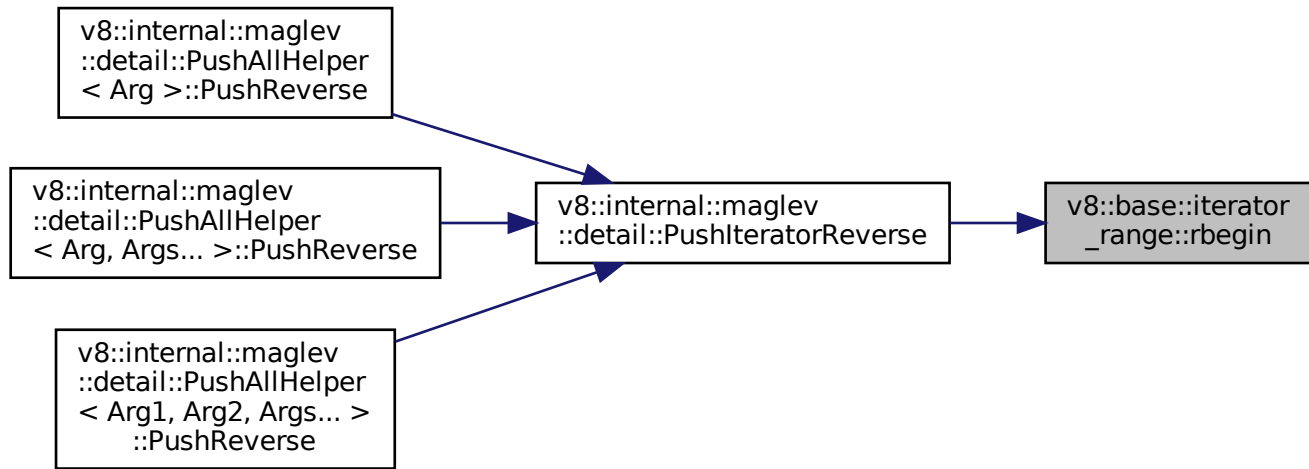 v8::internal::maglev
::detail::PushAllHelper
< Arg >::PushReverse
v8::internal::maglev
::detail::PushAllHelper
< Arg, Args... >::PushReverse
v8::internal::maglev
::detail::PushAllHelper
< Arg1, Arg2, Args... >
::PushReverse
v8::internal::maglev
::detail::PushIteratorReverse
v8::base::iterator
_range::rbegin